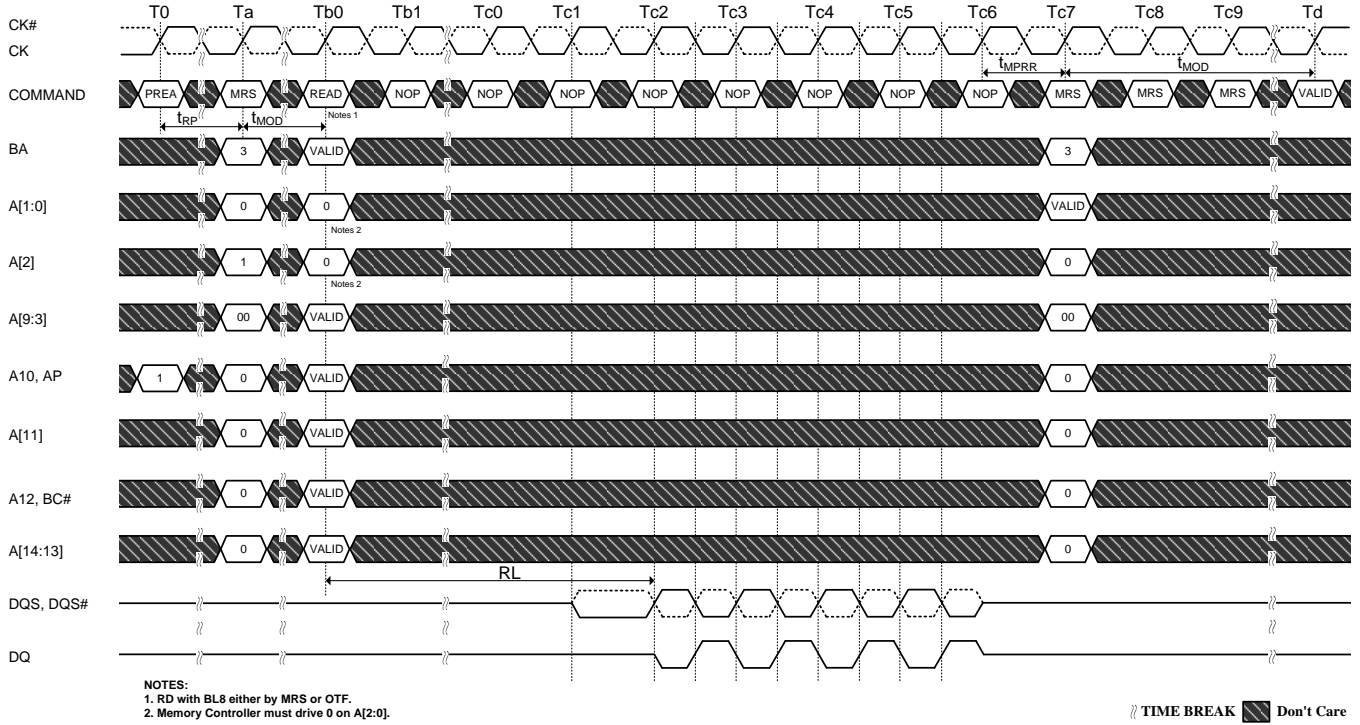 T0 Ta Tb0 Tb1 Tc0 Tc1 Tc2 Tc3 Tc4 Tc5 Tc6 Tc7 Tc8 Tc9 Td
CK#
CK
tMPRR tMOD
COMMAND PREA MRS READ NOP NOP NOP NOP NOP NOP NOP NOP MRS MRS MRS VALID
tRP tMOD Notes 1
BA 3 VALID 3
A[1:0] 0 0 VALID
Notes 2
A[2] 1 0 0
Notes 2
A[9:3] 00 VALID 00
A10, AP 1 0 VALID 0
A[11] 0 VALID 0
A12, BC# 0 VALID 0
A[14:13] 0 VALID 0
RL
DQS, DQS#
DQ
NOTES:
1. RD with BL8 either by MRS or OTF.
2. Memory Controller must drive 0 on A[2:0].
TIME BREAK Don't Care